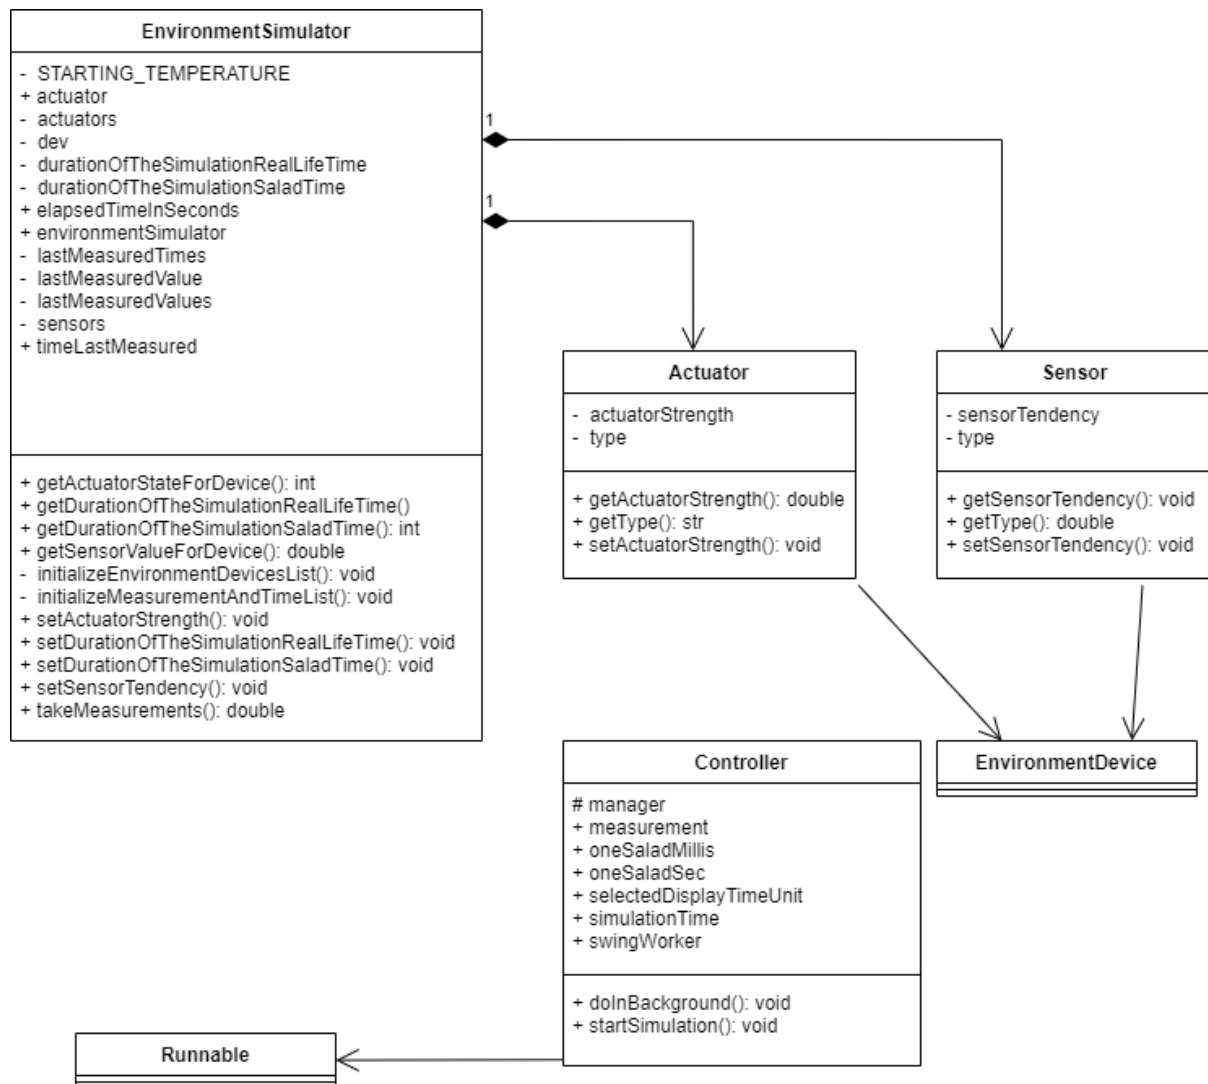 EnvironmentSimulator
- STARTING_TEMPERATURE
+ actuator
- actuators
- dev
- durationOfTheSimulationRealLifeTime
- durationOfTheSimulationSaladTime
+ elapsedTimeInSeconds
+ environmentSimulator
- lastMeasuredTimes
- lastMeasuredValue
- lastMeasuredValues
- sensors
+ timeLastMeasured
+ getActuatorStateForDevice(): int
+ getDurationOfTheSimulationRealLifeTime()
+ getDurationOfTheSimulationSaladTime(): int
+ getSensorValueForDevice(): double
- initializeEnvironmentDevicesList(): void
- initializeMeasurementAndTimeList(): void
+ setActuatorStrength(): void
+ setDurationOfTheSimulationRealLifeTime(): void
+ setDurationOfTheSimulationSaladTime(): void
+ setSensorTendency(): void
+ takeMeasurements(): double
1
1
Actuator
- actuatorStrength
- type
+ getActuatorStrength(): double
+ getType(): str
+ setActuatorStrength(): void
Sensor
- sensorTendency
- type
+ getSensorTendency(): void
+ getType(): double
+ setSensorTendency(): void
Controller
# manager
+ measurement
+ oneSaladMillis
+ oneSaladSec
+ selectedDisplayTimeUnit
+ simulationTime
+ swingWorker
+ doInBackground(): void
+ startSimulation(): void
EnvironmentDevice
Runnable